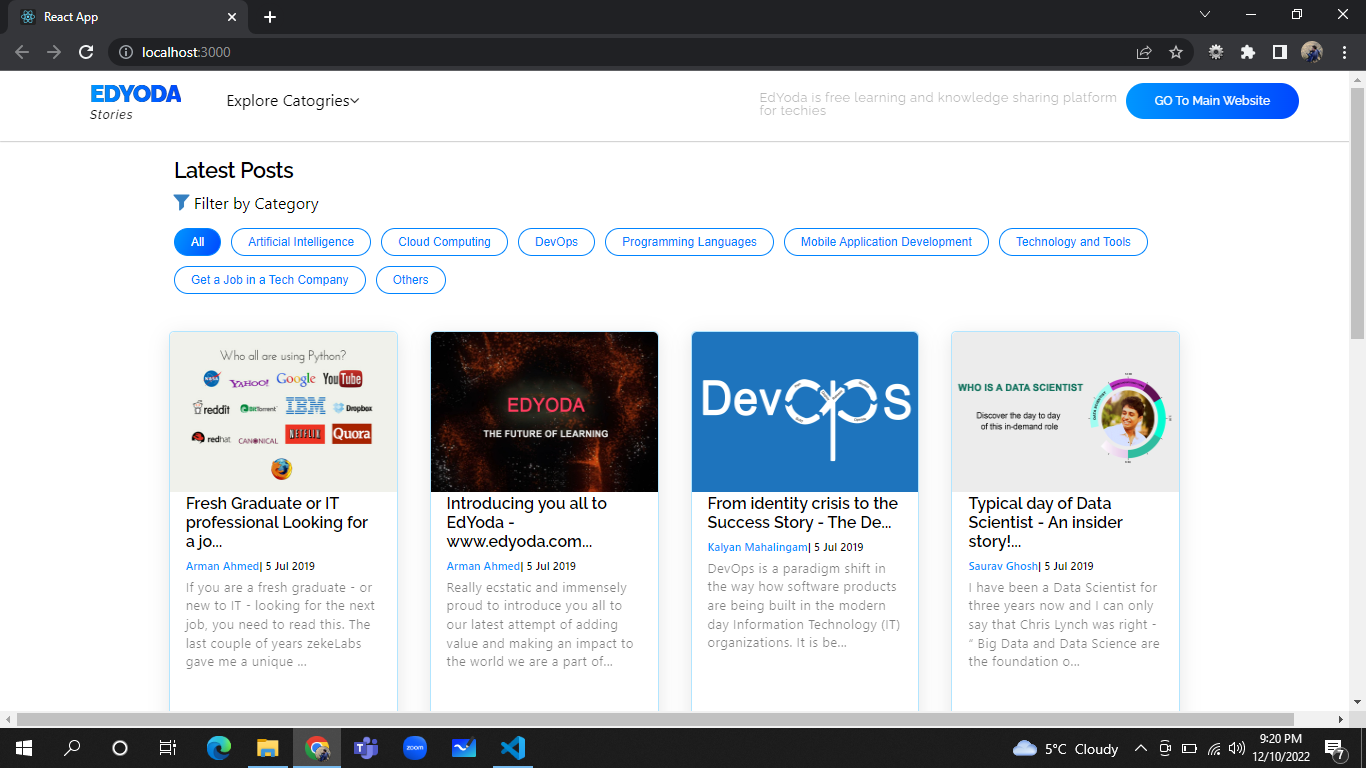 React App
localhost:3000
EDYODA
Stories
Explore Catogries
EdYoda is free learning and knowledge sharing platform
for techies
GO To Main Website
Latest Posts
Filter by Category
All
Artificial Intelligence
Cloud Computing
DevOps
Programming Languages
Mobile Application Development
Technology and Tools
Get a Job in a Tech Company
Others
Who all are using Python?
NASA
YAHOO!
Google
YouTube
reddit
BitTorrent
IBM
Dropbox
redhat
CANONICAL
NETFLIX
Quora
Fresh Graduate or IT
professional Looking for
a jo...
Arman Ahmed| 5 Jul 2019
If you are a fresh graduate - or
new to IT - looking for the next
job, you need to read this. The
last couple of years zekeLabs
gave me a unique ...
EDYODA
THE FUTURE OF LEARNING
Introducing you all to
EdYoda -
www.edyoda.com...
Arman Ahmed| 5 Jul 2019
Really ecstatic and immensely
proud to introduce you all to
our latest attempt of adding
value and making an impact to
the world we are a part of...
DevOps
From identity crisis to the
Success Story - The De...
Kalyan Mahalingam| 5 Jul 2019
DevOps is a paradigm shift in
the way how software products
are being built in the modern
day Information Technology (IT)
organizations. It is be...
WHO IS A DATA SCIENTIST
Discover the day to day
of this in-demand role
Typical day of Data
Scientist - An insider
story!...
Saurav Ghosh| 5 Jul 2019
I have been a Data Scientist for
three years now and I can only
say that Chris Lynch was right -
“ Big Data and Data Science are
the foundation o...
zoom
5°C Cloudy
9:20 PM
12/10/2022
7